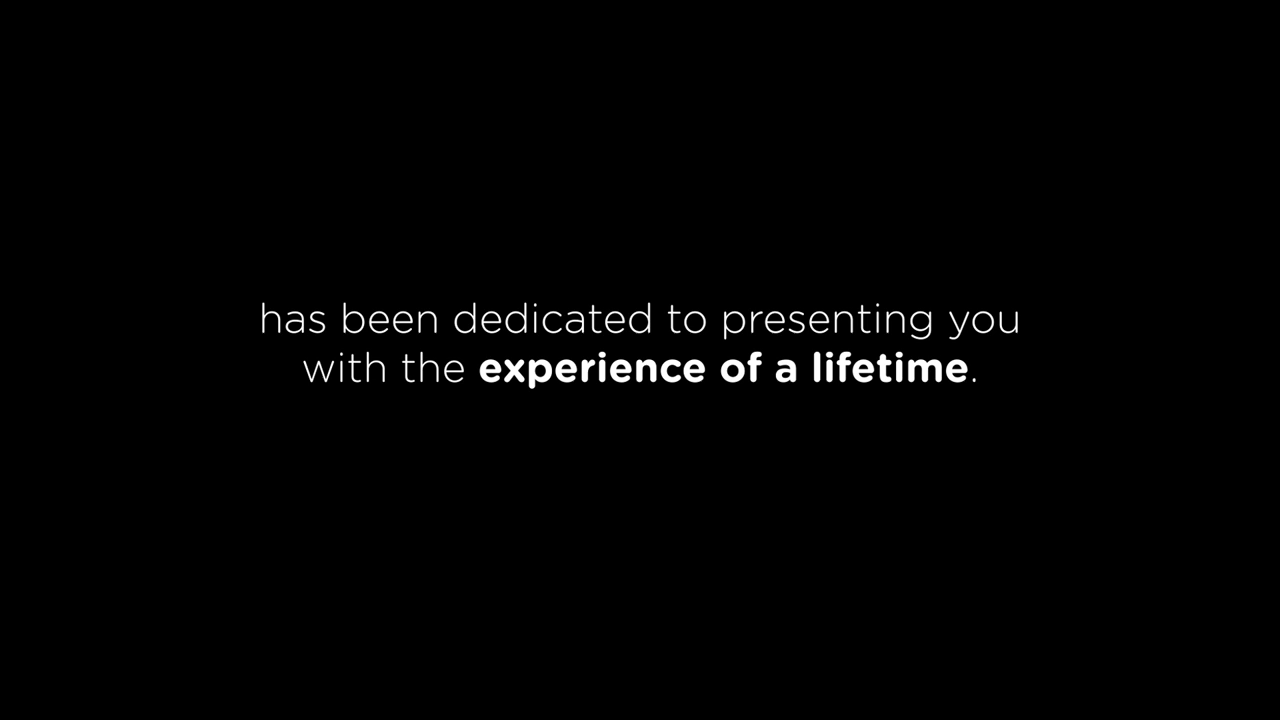 has been dedicated to presenting you
with the experience of a lifetime.